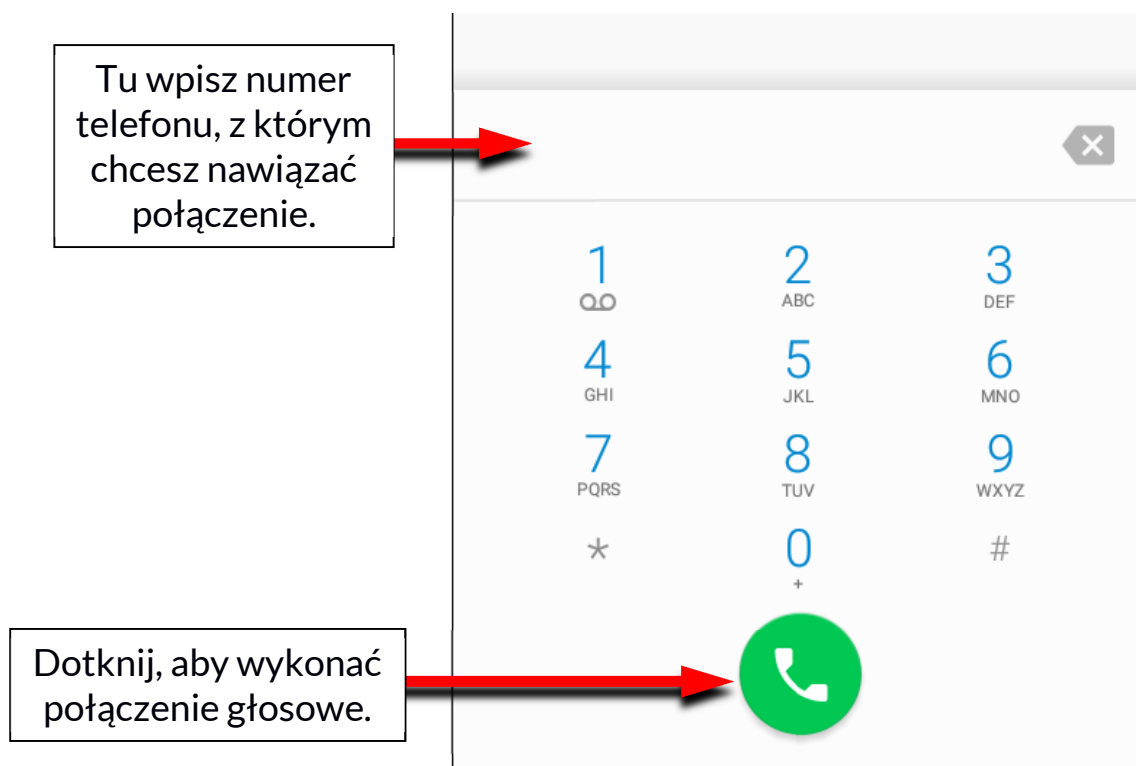 Tu wpisz numer
telefonu, z którym
chcesz nawiązać
połączenie.
1 2 3
ABC DEF
4 5 6
GHI JKL MNO
7 8 9
PQRS TUV WXYZ
* 0 #
+
Dotknij, aby wykonać
połączenie głosowe.